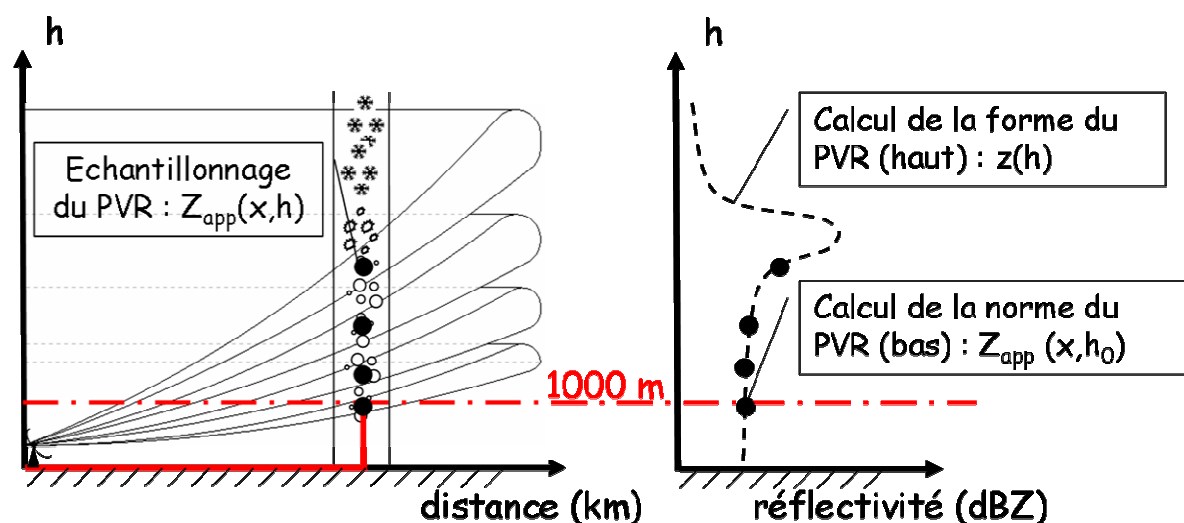 h
Echantillonnage
du PVR : Zapp(x,h)
1000 m
distance (km)
h
Calcul de la forme du
PVR (haut) : z(h)
Calcul de la norme du
PVR (bas) : Zapp (x,h0)
réflectivité (dBZ)